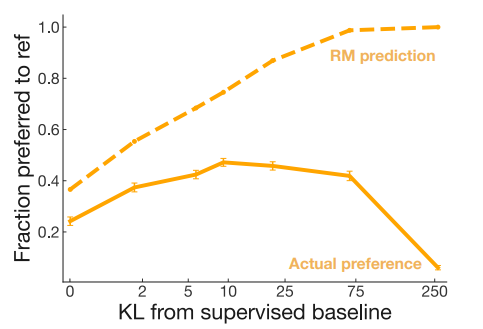 Fraction preferred to ref
1.0
0.8
0.6
0.4
0.2
RM prediction
Actual preference
0 2 5 10 25 75 250
KL from supervised baseline